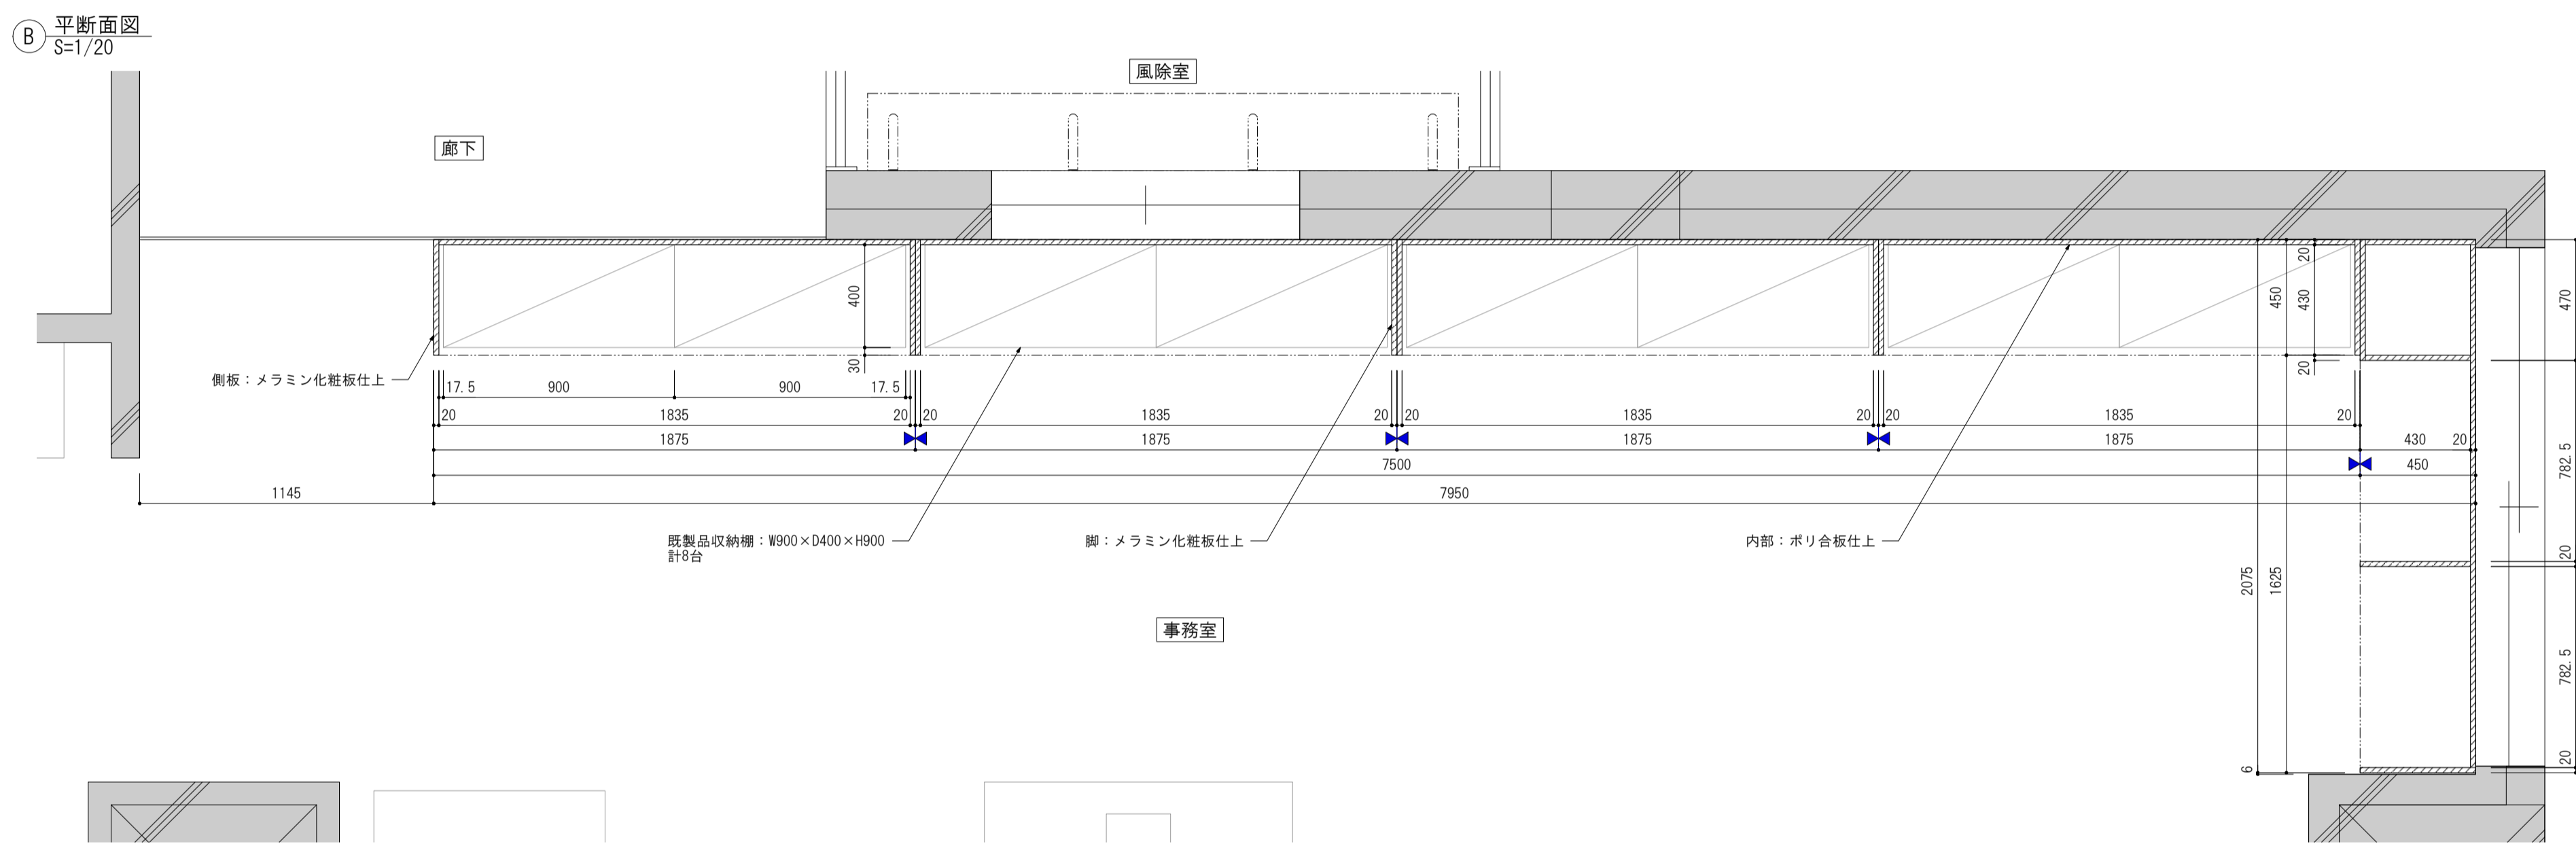 B 平断面図
S=1/20
風除室
廊下
20
450
430
470
400
30
20
側板：メラミン化粧板仕上
17.5 900 900 17.5
20 1835 20 20 1835 20 20 1835 20 20 1835 20
1875 1875 1875 1875 430 20
7500 450
1145 7950
782.5
既製品収納棚：W900×D400×H900
計8台
脚：メラミン化粧板仕上
内部：ポリ合板仕上
20
2075
1625
事務室
782.5
6
20